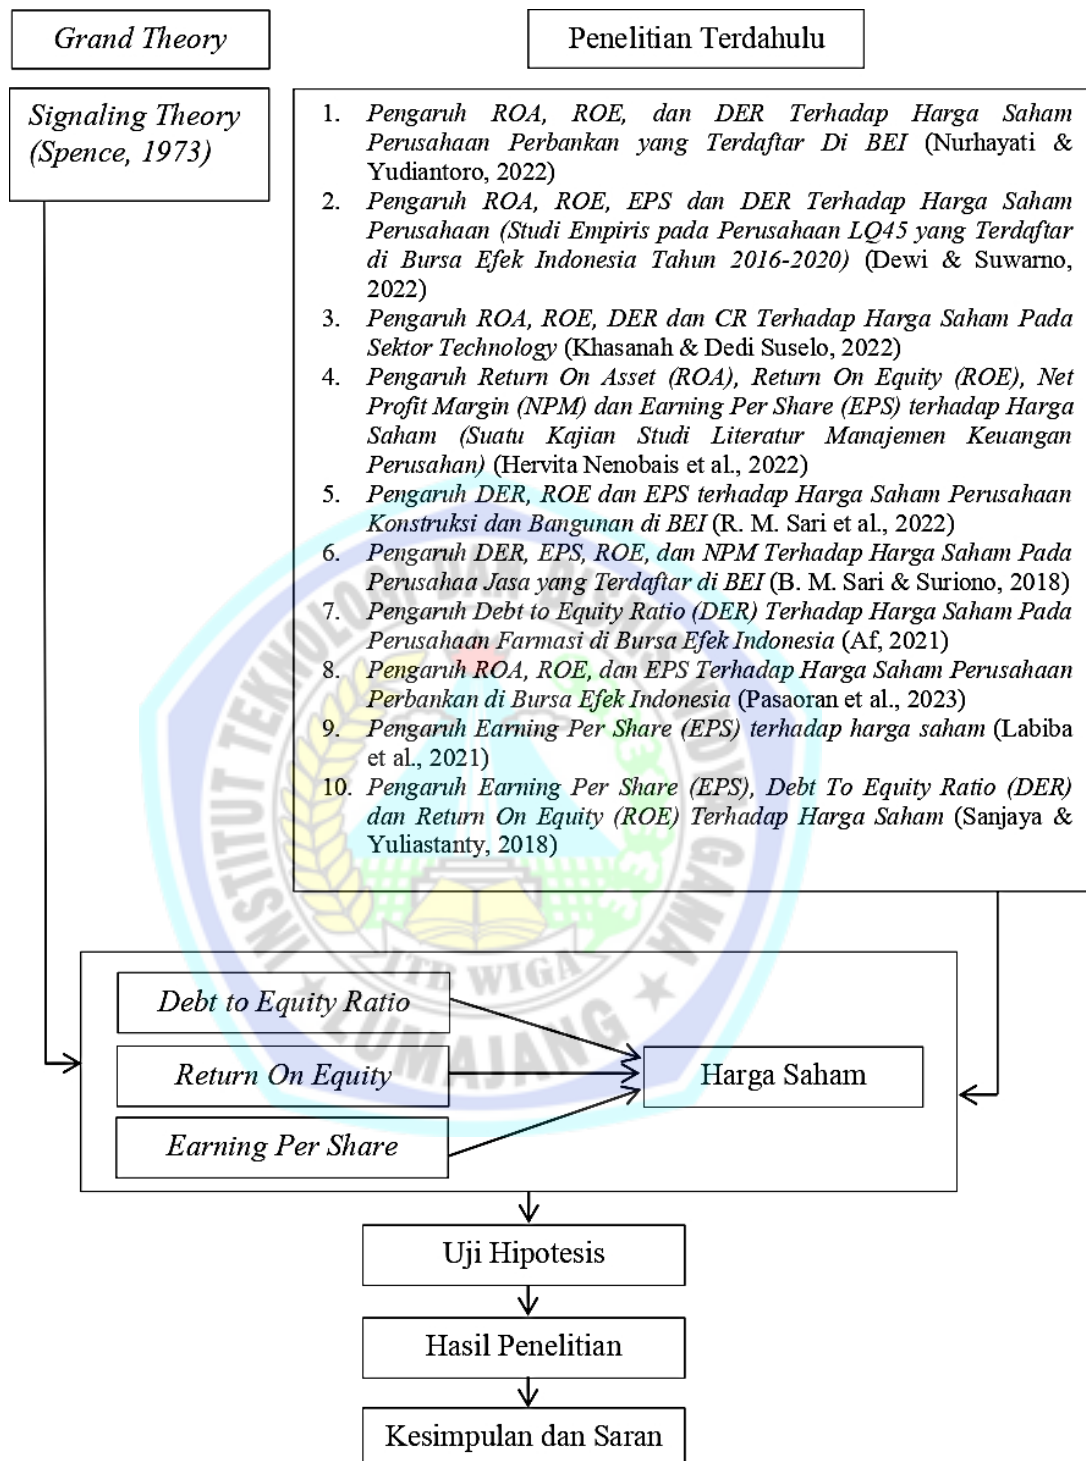 Grand Theory
Penelitian Terdahulu
Signaling Theory
(Spence, 1973)
1. Pengaruh ROA, ROE, dan DER Terhadap Harga Saham
Perusahaan Perbankan yang Terdaftar Di BEI (Nurhayati &
Yudiantoro, 2022)
2. Pengaruh ROA, ROE, EPS dan DER Terhadap Harga Saham
Perusahaan (Studi Empiris pada Perusahaan LQ45 yang Terdaftar
di Bursa Efek Indonesia Tahun 2016-2020) (Dewi & Suwarno,
2022)
3. Pengaruh ROA, ROE, DER dan CR Terhadap Harga Saham Pada
Sektor Technology (Khasanah & Dedi Suselo, 2022)
4. Pengaruh Return On Asset (ROA), Return On Equity (ROE), Net
Profit Margin (NPM) dan Earning Per Share (EPS) terhadap Harga
Saham (Suatu Kajian Studi Literatur Manajemen Keuangan
Perusahan) (Hervita Nenobais et al., 2022)
5. Pengaruh DER, ROE dan EPS terhadap Harga Saham Perusahaan
Konstruksi dan Bangunan di BEI (R. M. Sari et al., 2022)
6. Pengaruh DER, EPS, ROE, dan NPM Terhadap Harga Saham Pada
Perusahaa Jasa yang Terdaftar di BEI (B. M. Sari & Suriono, 2018)
7. Pengaruh Debt to Equity Ratio (DER) Terhadap Harga Saham Pada
Perusahaan Farmasi di Bursa Efek Indonesia (Af, 2021)
8. Pengaruh ROA, ROE, dan EPS Terhadap Harga Saham Perusahaan
Perbankan di Bursa Efek Indonesia (Pasaoran et al., 2023)
9. Pengaruh Earning Per Share (EPS) terhadap harga saham (Labiba
et al., 2021)
10. Pengaruh Earning Per Share (EPS), Debt To Equity Ratio (DER)
dan Return On Equity (ROE) Terhadap Harga Saham (Sanjaya &
Yuliastanty, 2018)
INSTITUT TEKNOLOGI DAN BISNIS WIDYA GAMA
ITB WIGA
LUMAJANG
Debt to Equity Ratio
Return On Equity
Harga Saham
Earning Per Share
Uji Hipotesis
Hasil Penelitian
Kesimpulan dan Saran